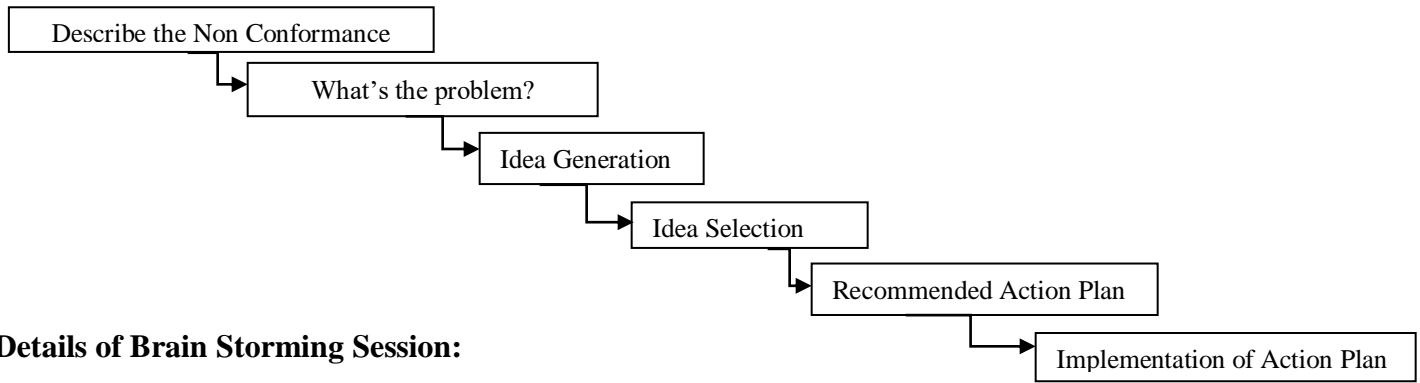 Describe the Non Conformance
What’s the problem?
Idea Generation
Idea Selection
Recommended Action Plan
Details of Brain Storming Session:
Implementation of Action Plan